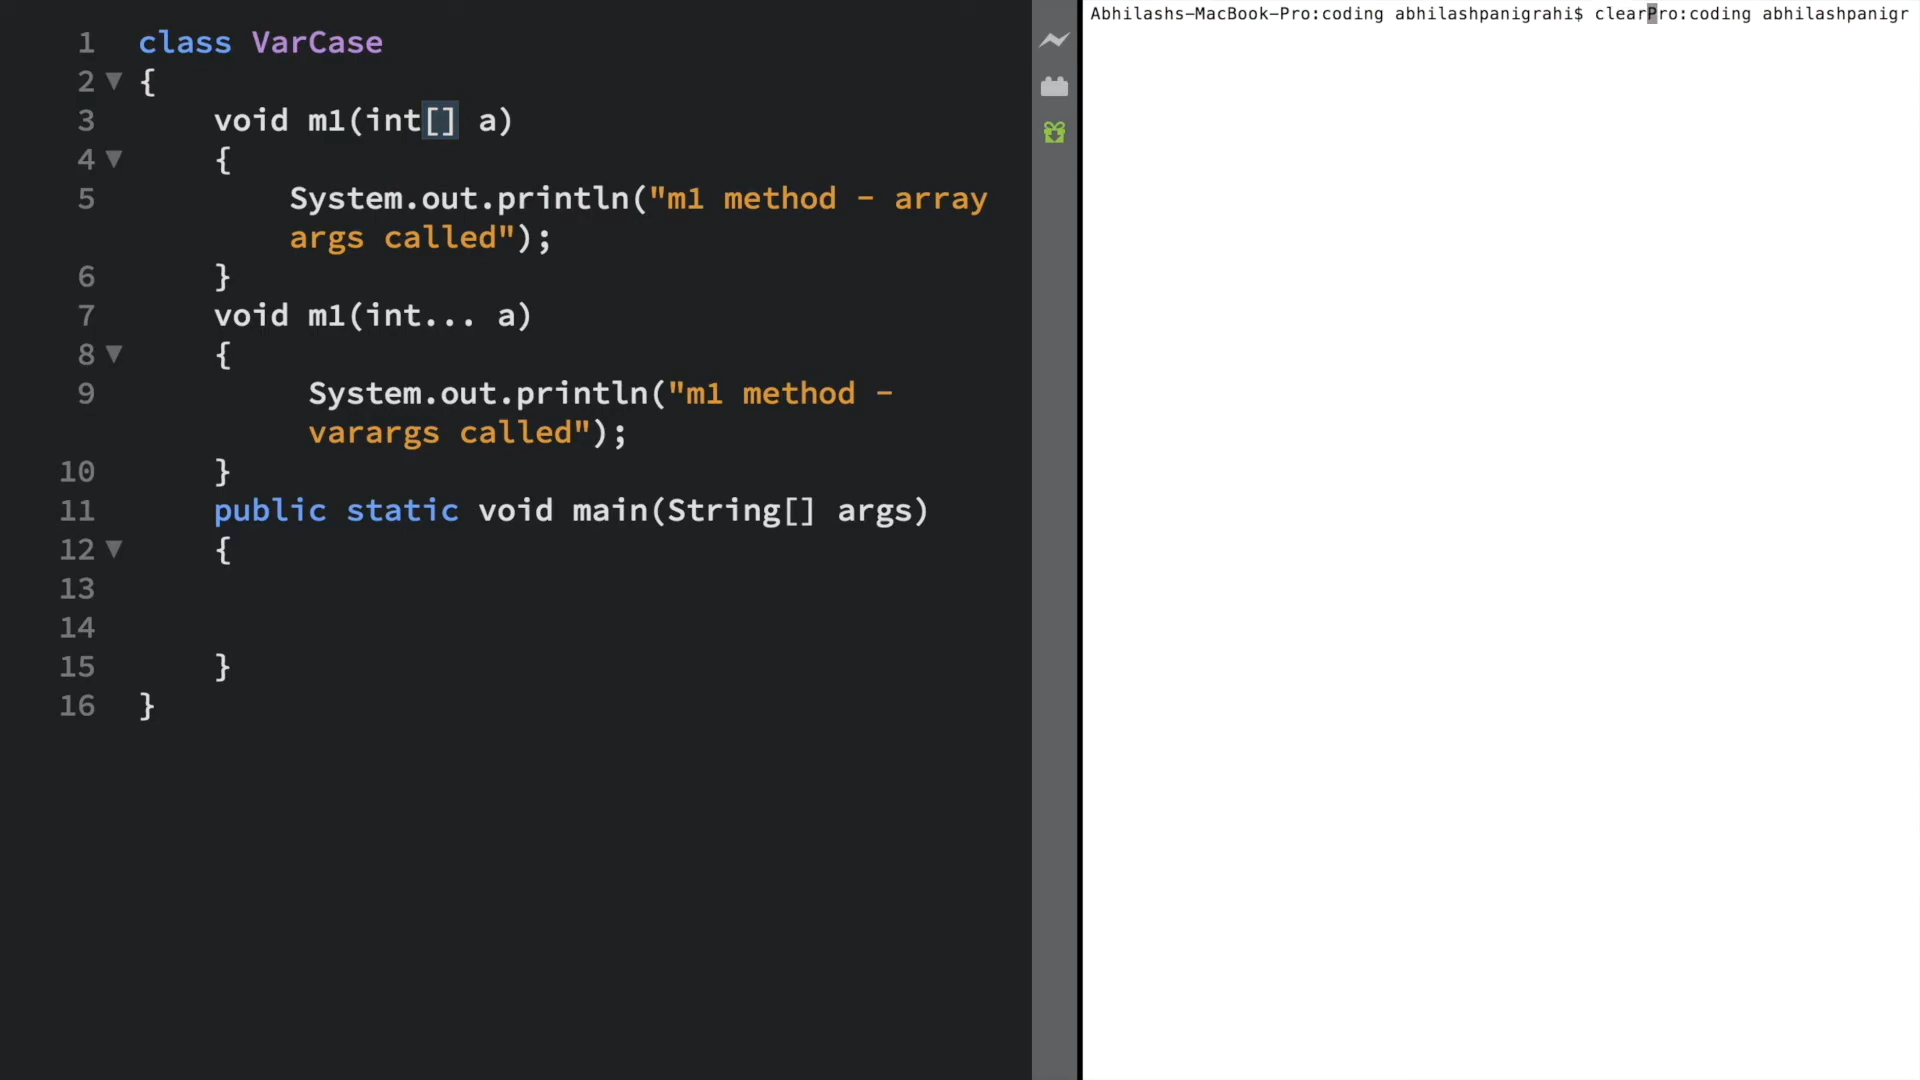 1 class VarCase
2 {
3 void m1(int[] a)
4 {
5 System.out.println("m1 method - array
args called");
6 }
7 void m1(int... a)
8 {
9 System.out.println("m1 method -
varargs called");
10 }
11 public static void main(String[] args)
12 {
13
14
15 }
16 }
Abhilashs-MacBook-Pro:coding abhilashpanigrahi$ clearPro:coding abhilashpanigr